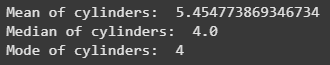 Mean of cylinders:  5.454773869346734
Median of cylinders:  4.0
Mode of cylinders:  4